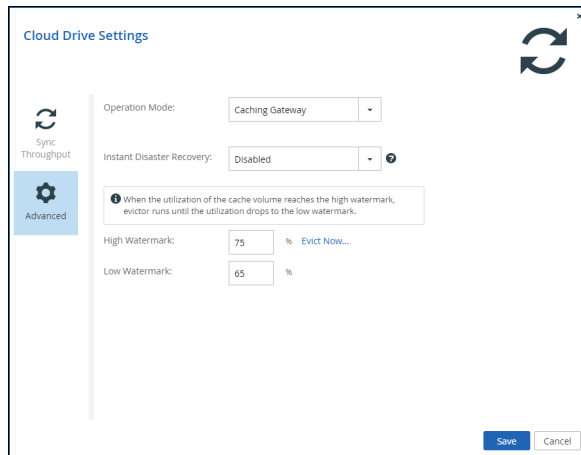 Cloud Drive Settings
Sync
Throughput
Advanced
Operation Mode:
Caching Gateway
Instant Disaster Recovery:
Disabled
When the utilization of the cache volume reaches the high watermark,
evictor runs until the utilization drops to the low watermark.
High Watermark:
75 % Evict Now...
Low Watermark:
65 %
Save Cancel